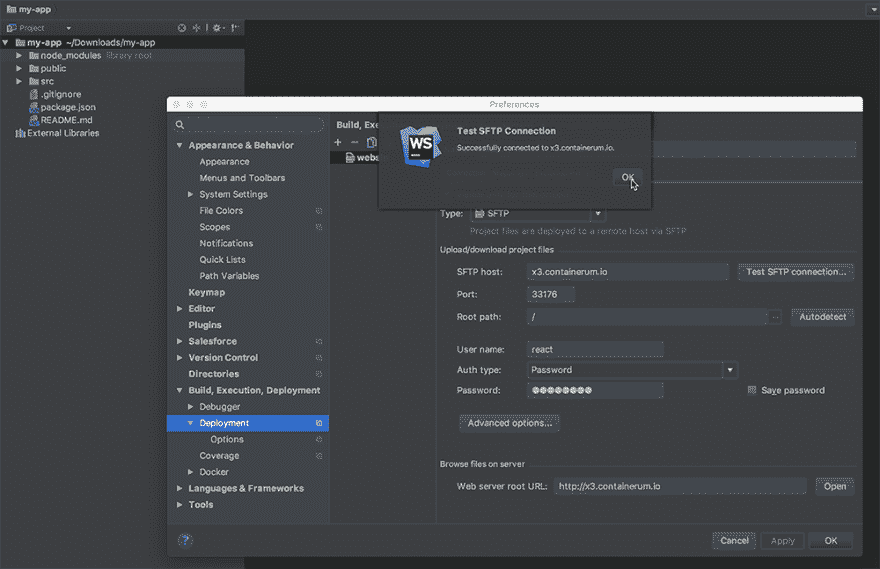 my-app
Project
my-app ~/Downloads/my-app
node_modules library root
public
src
.gitignore
package.json
README.md
External Libraries
Preferences
Appearance & Behavior
Appearance
Menus and Toolbars
System Settings
File Colors
Scopes
Notifications
Quick Lists
Path Variables
Keymap
Editor
Plugins
Salesforce
Version Control
Directories
Build, Execution, Deployment
Debugger
Deployment
Options
Coverage
Docker
Languages & Frameworks
Tools
Build, Exe
webs
WS
Test SFTP Connection
Successfully connected to x3.containerum.io.
OK
Type: SFTP
Project files are deployed to a remote host via SFTP
Upload/download project files
SFTP host: x3.containerum.io Test SFTP connection...
Port: 33176
Root path: / ... Autodetect
User name: react
Auth type: Password
Password: Save password
Advanced options...
Browse files on server
Web server root URL: http://x3.containerum.io Open
? Cancel Apply OK